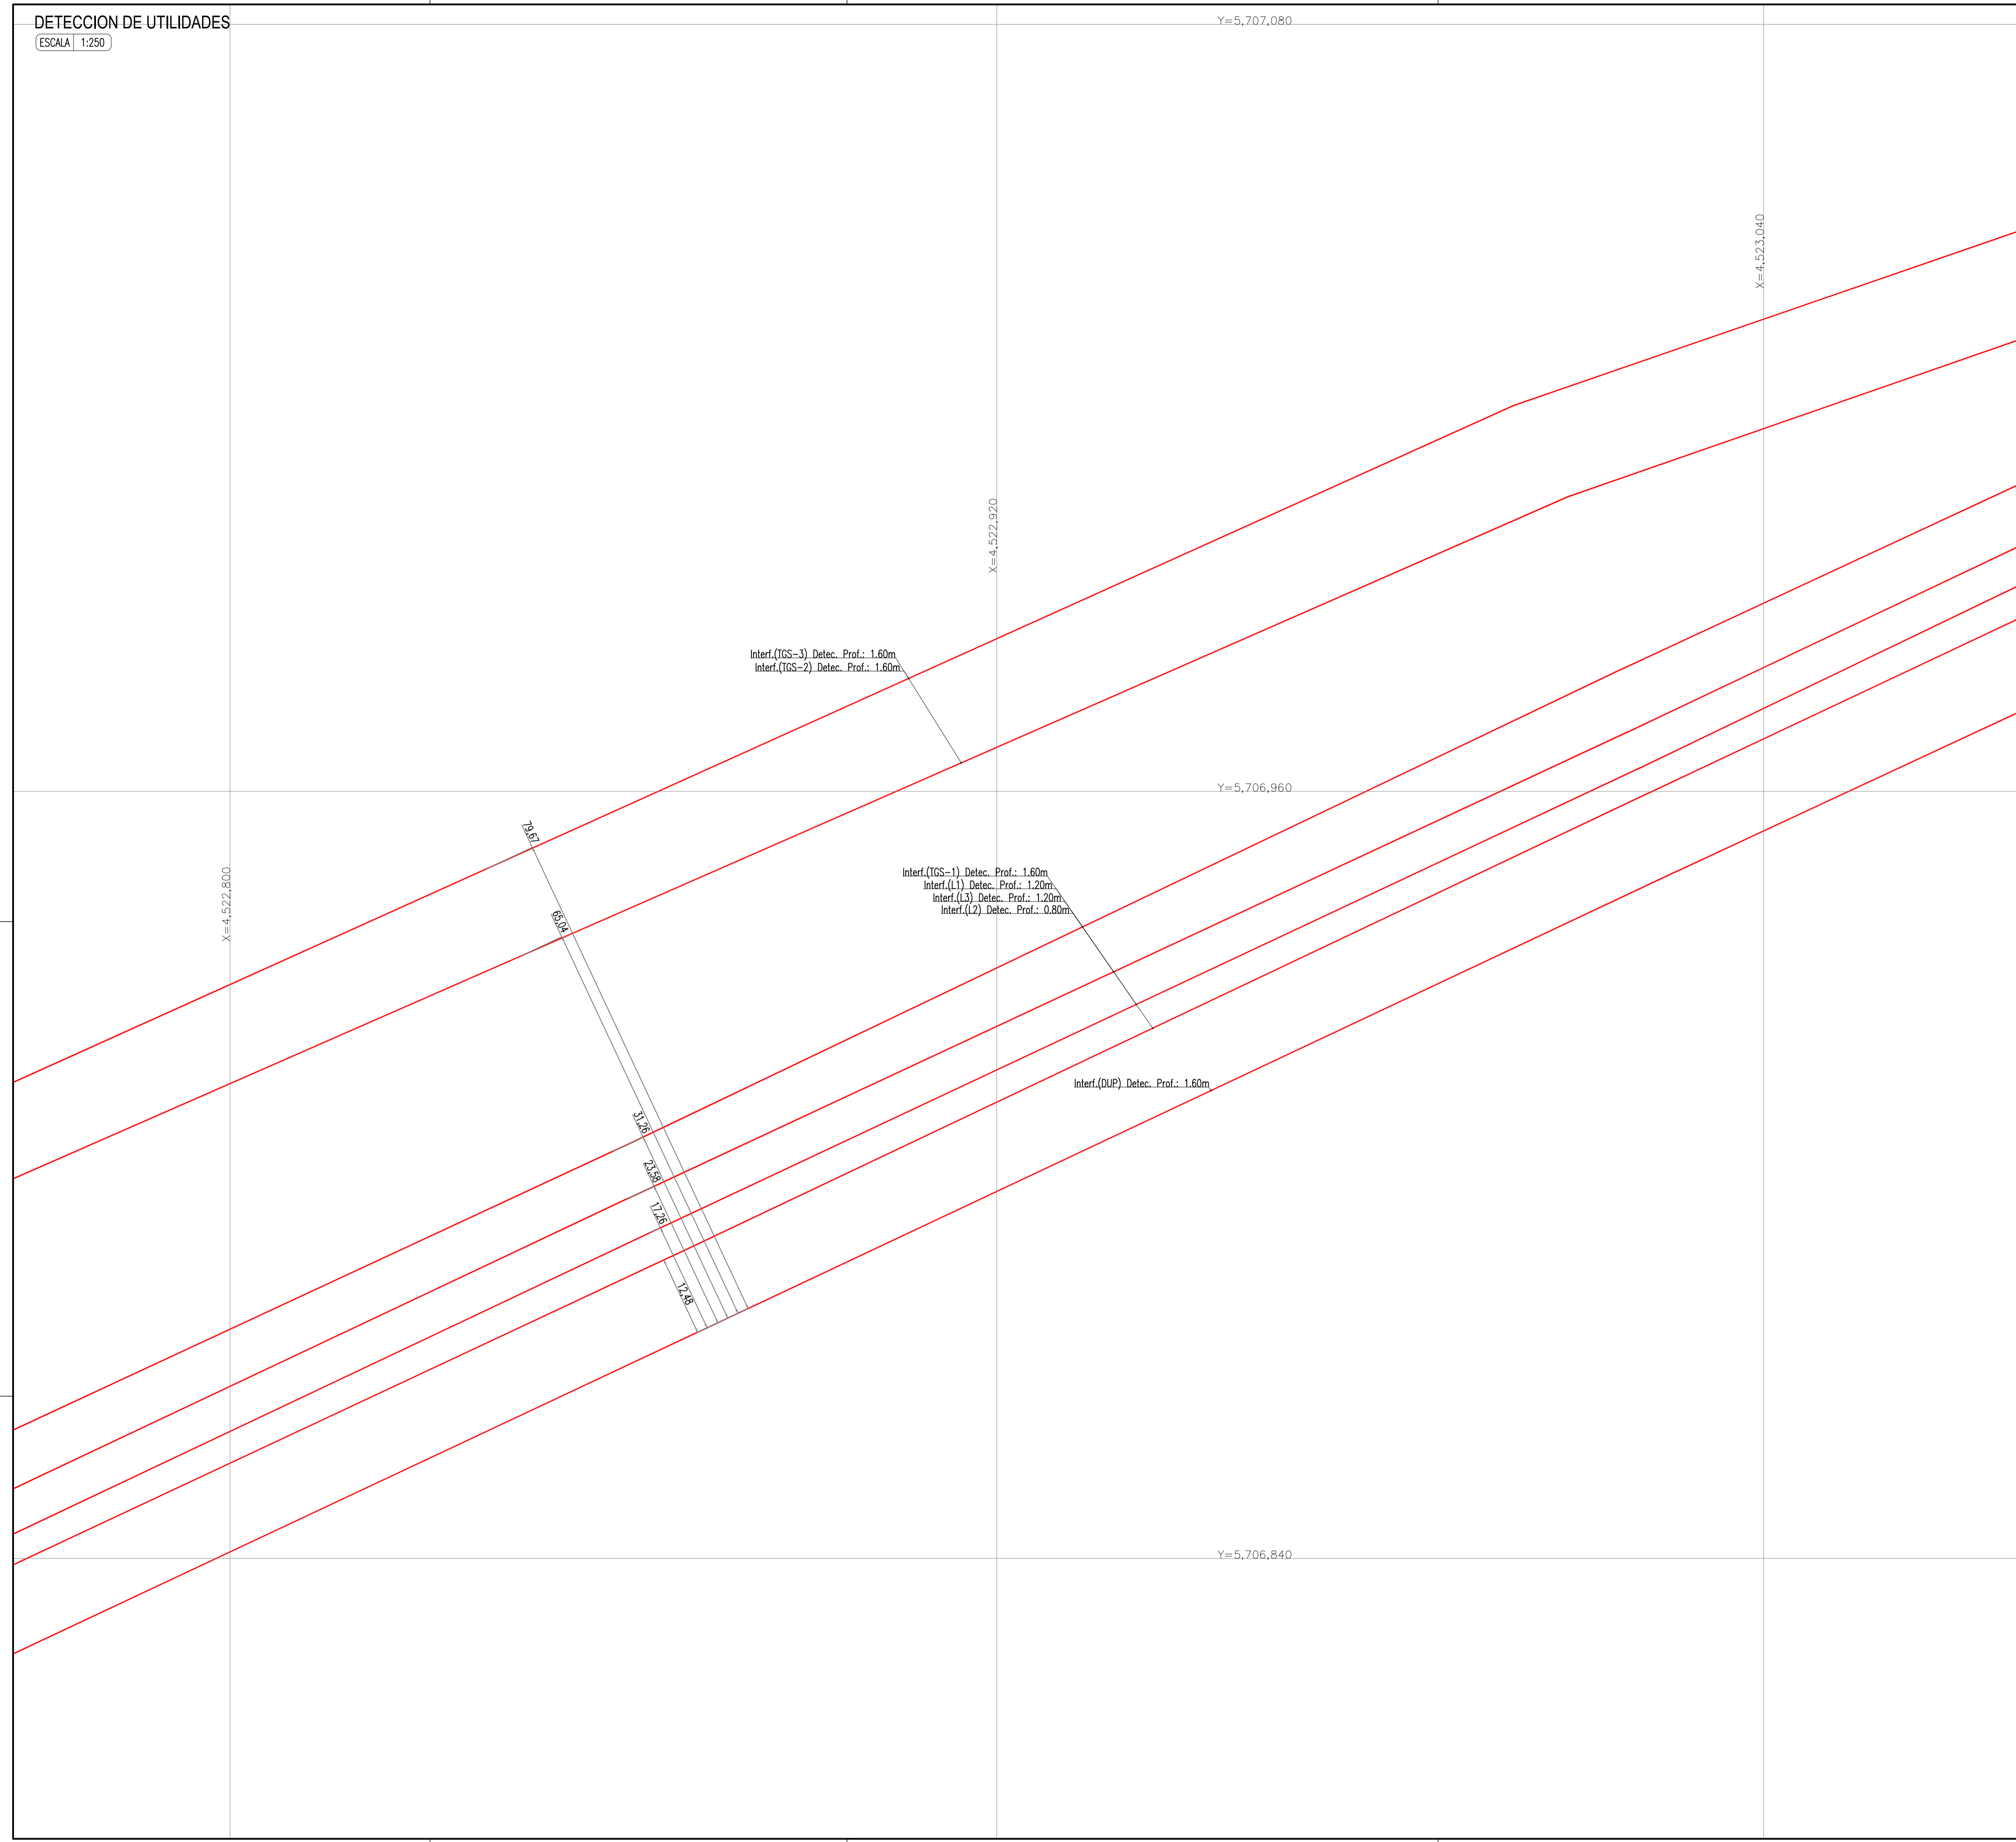 DETECCION DE UTILIDADES
ESCALA 1:250
Y=5,707,080
X=4,523,040
X=4,522,920
Interf.(TGS-3) Detec. Prof.: 1.60m
Interf.(TGS-2) Detec. Prof.: 1.60m
Y=5,706,960
79,67
X=4,522,800
Interf.(TGS-1) Detec. Prof.: 1.60m
Interf.(L1) Detec. Prof.: 1.20m
Interf.(L3) Detec. Prof.: 1.20m
Interf.(L2) Detec. Prof.: 0.80m
65,04
Interf.(DUP) Detec. Prof.: 1.60m
31,26
23,58
17,26
12,48
Y=5,706,840